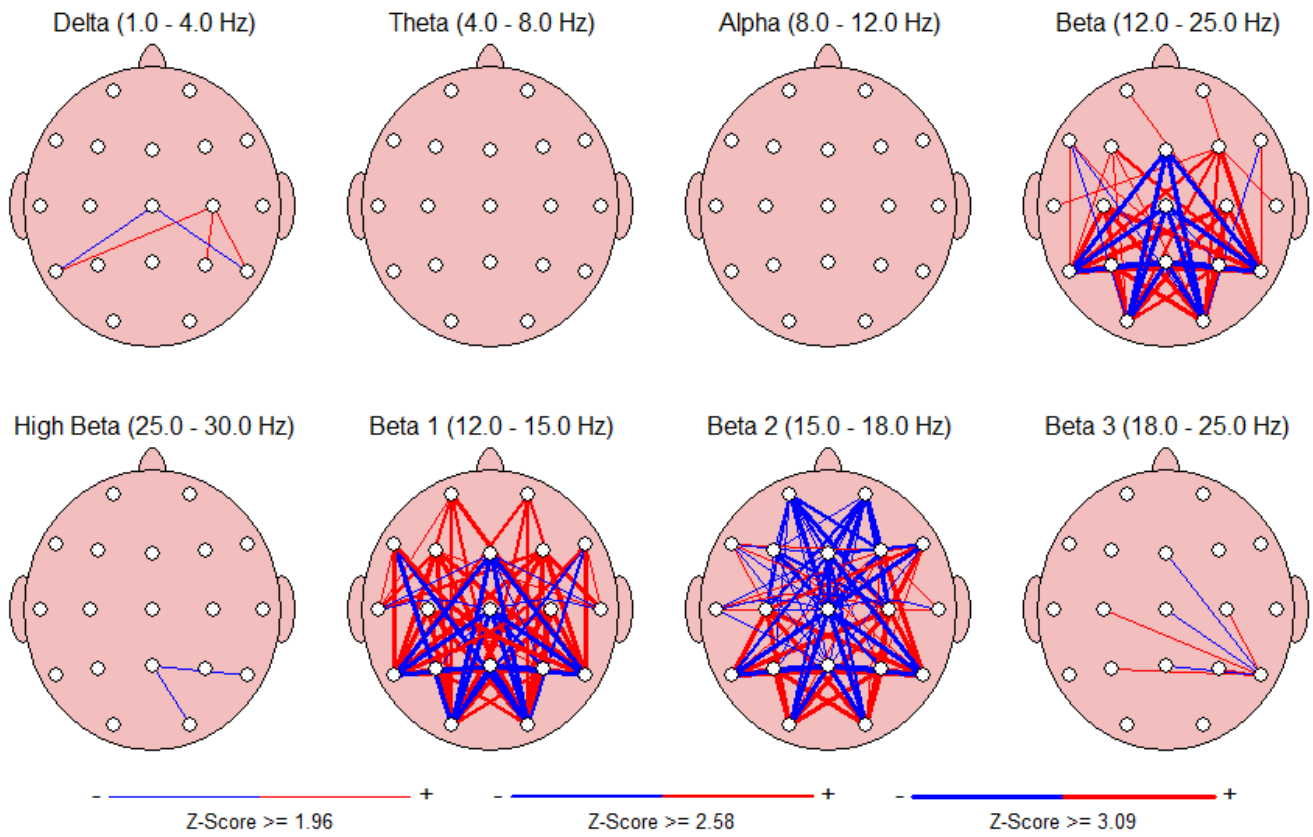 Delta (1.0 - 4.0 Hz)
Theta (4.0 - 8.0 Hz)
Alpha (8.0 - 12.0 Hz)
Beta (12.0 - 25.0 Hz)
High Beta (25.0 - 30.0 Hz)
Beta 1 (12.0 - 15.0 Hz)
Beta 2 (15.0 - 18.0 Hz)
Beta 3 (18.0 - 25.0 Hz)
- +
- +
- +
Z-Score >= 1.96
Z-Score >= 2.58
Z-Score >= 3.09